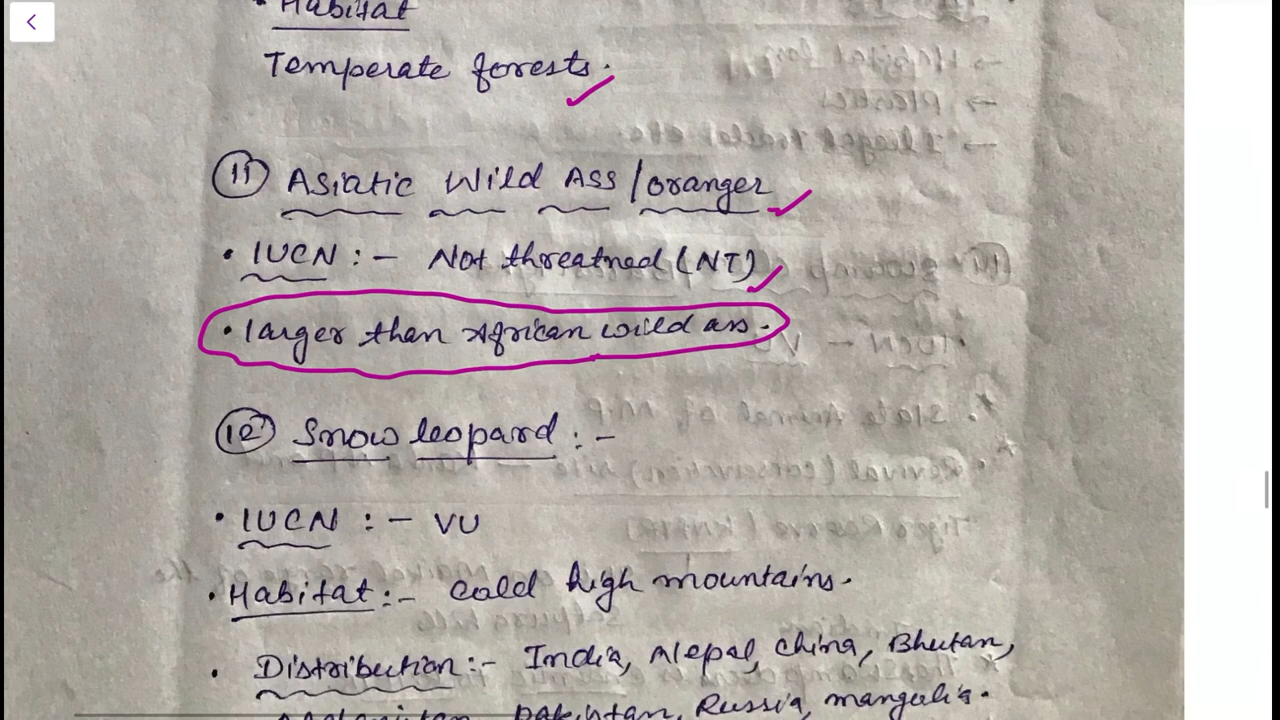 • Habitat
Temperate forests.
11 Asiatic Wild Ass/oranger
• IUCN :- Not threatned (NT)
• larger than African wild ass.
12 Snow leopard :-
• IUCN :- VU
• Habitat :- Cold high mountains.
• Distribution :- India, Nepal, China, Bhutan,
Pakistan, Russia, mangulia.